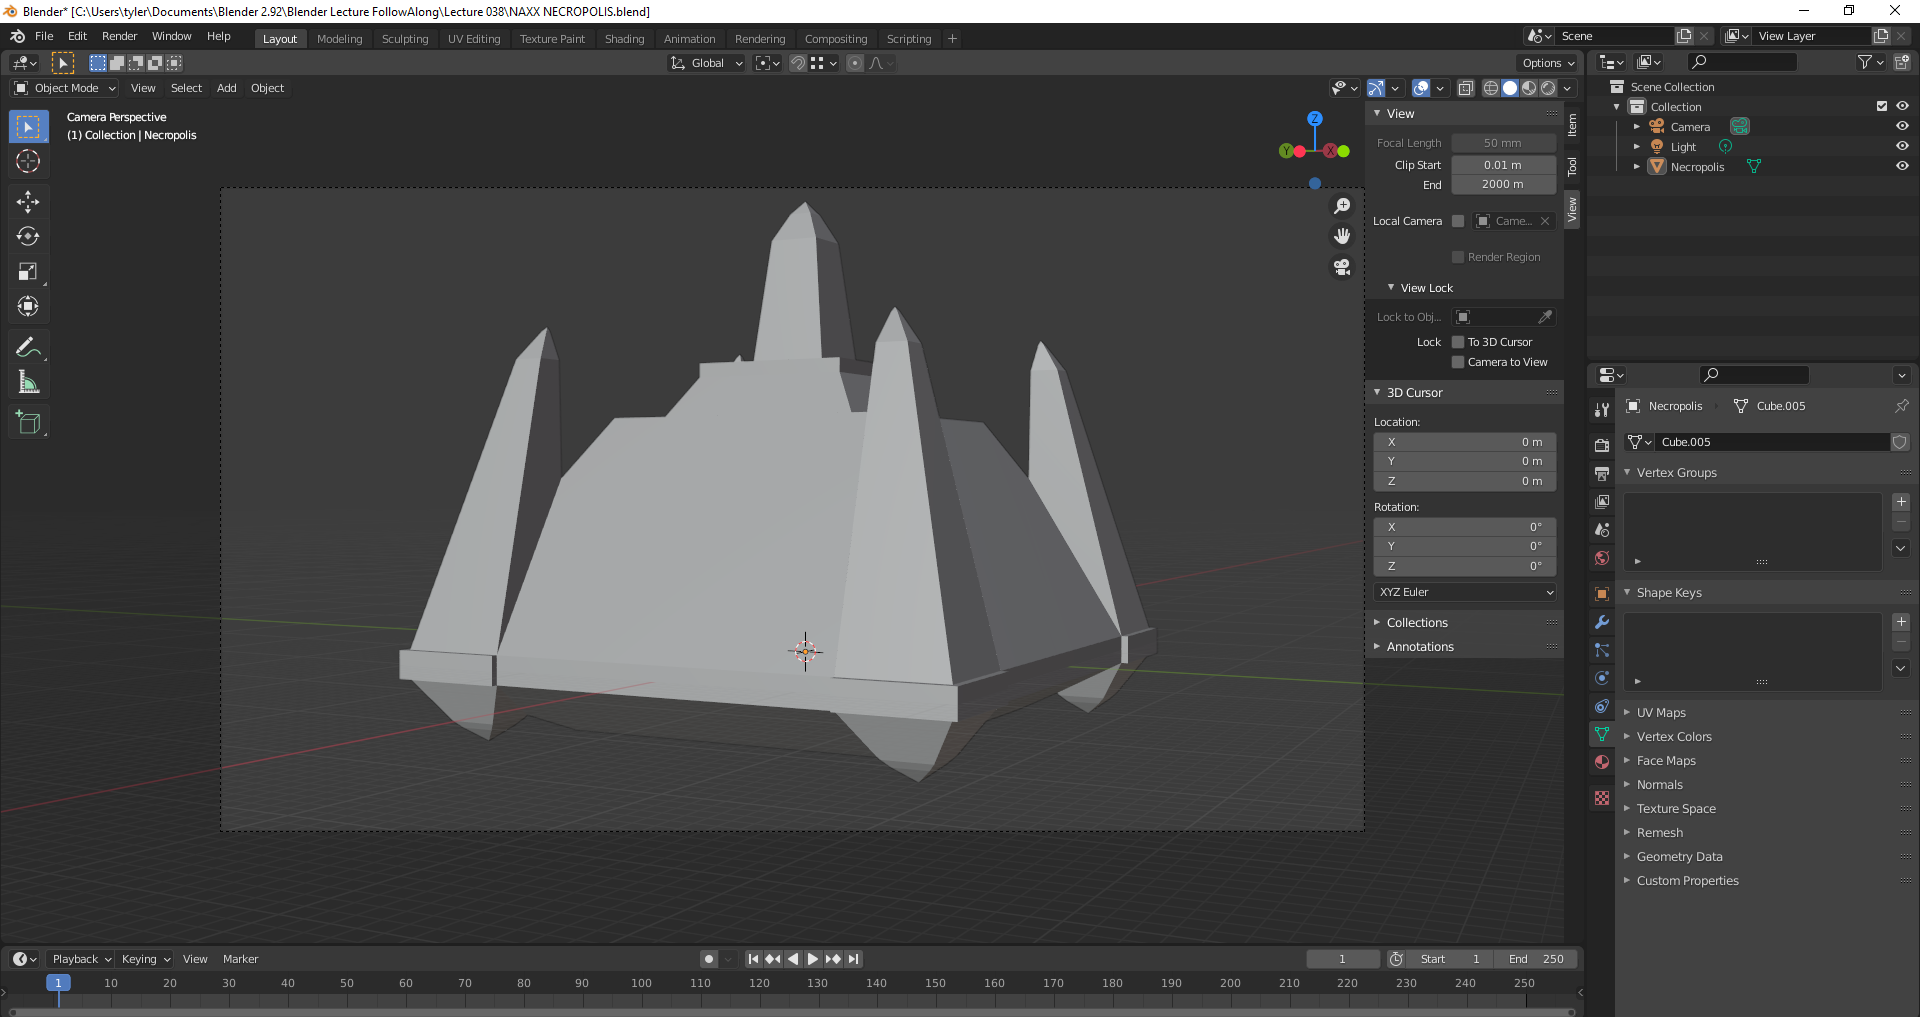 Blender* [C:\Users\tyler\Documents\Blender 2.92\Blender Lecture FollowAlong\Lecture 038\NAXX NECROPOLIS.blend]
File Edit Render Window Help Layout Modeling Sculpting UV Editing Texture Paint Shading Animation Rendering Compositing Scripting + Scene View Layer
Global Options
Object Mode View Select Add Object
Camera Perspective
(1) Collection | Necropolis
Z
Y X
View
Focal Length 50 mm
Clip Start 0.01 m
End 2000 m
Local Camera Came...
Render Region
View Lock
Lock to Obj...
Lock To 3D Cursor
Camera to View
3D Cursor
Location:
X 0 m
Y 0 m
Z 0 m
Rotation:
X 0°
Y 0°
Z 0°
XYZ Euler
Collections
Annotations
Item
Tool
View
Scene Collection
Collection
Camera
Light
Necropolis
Necropolis Cube.005
Cube.005
Vertex Groups
Shape Keys
UV Maps
Vertex Colors
Face Maps
Normals
Texture Space
Remesh
Geometry Data
Custom Properties
Playback Keying View Marker 1 Start 1 End 250
1 10 20 30 40 50 60 70 80 90 100 110 120 130 140 150 160 170 180 190 200 210 220 230 240 250